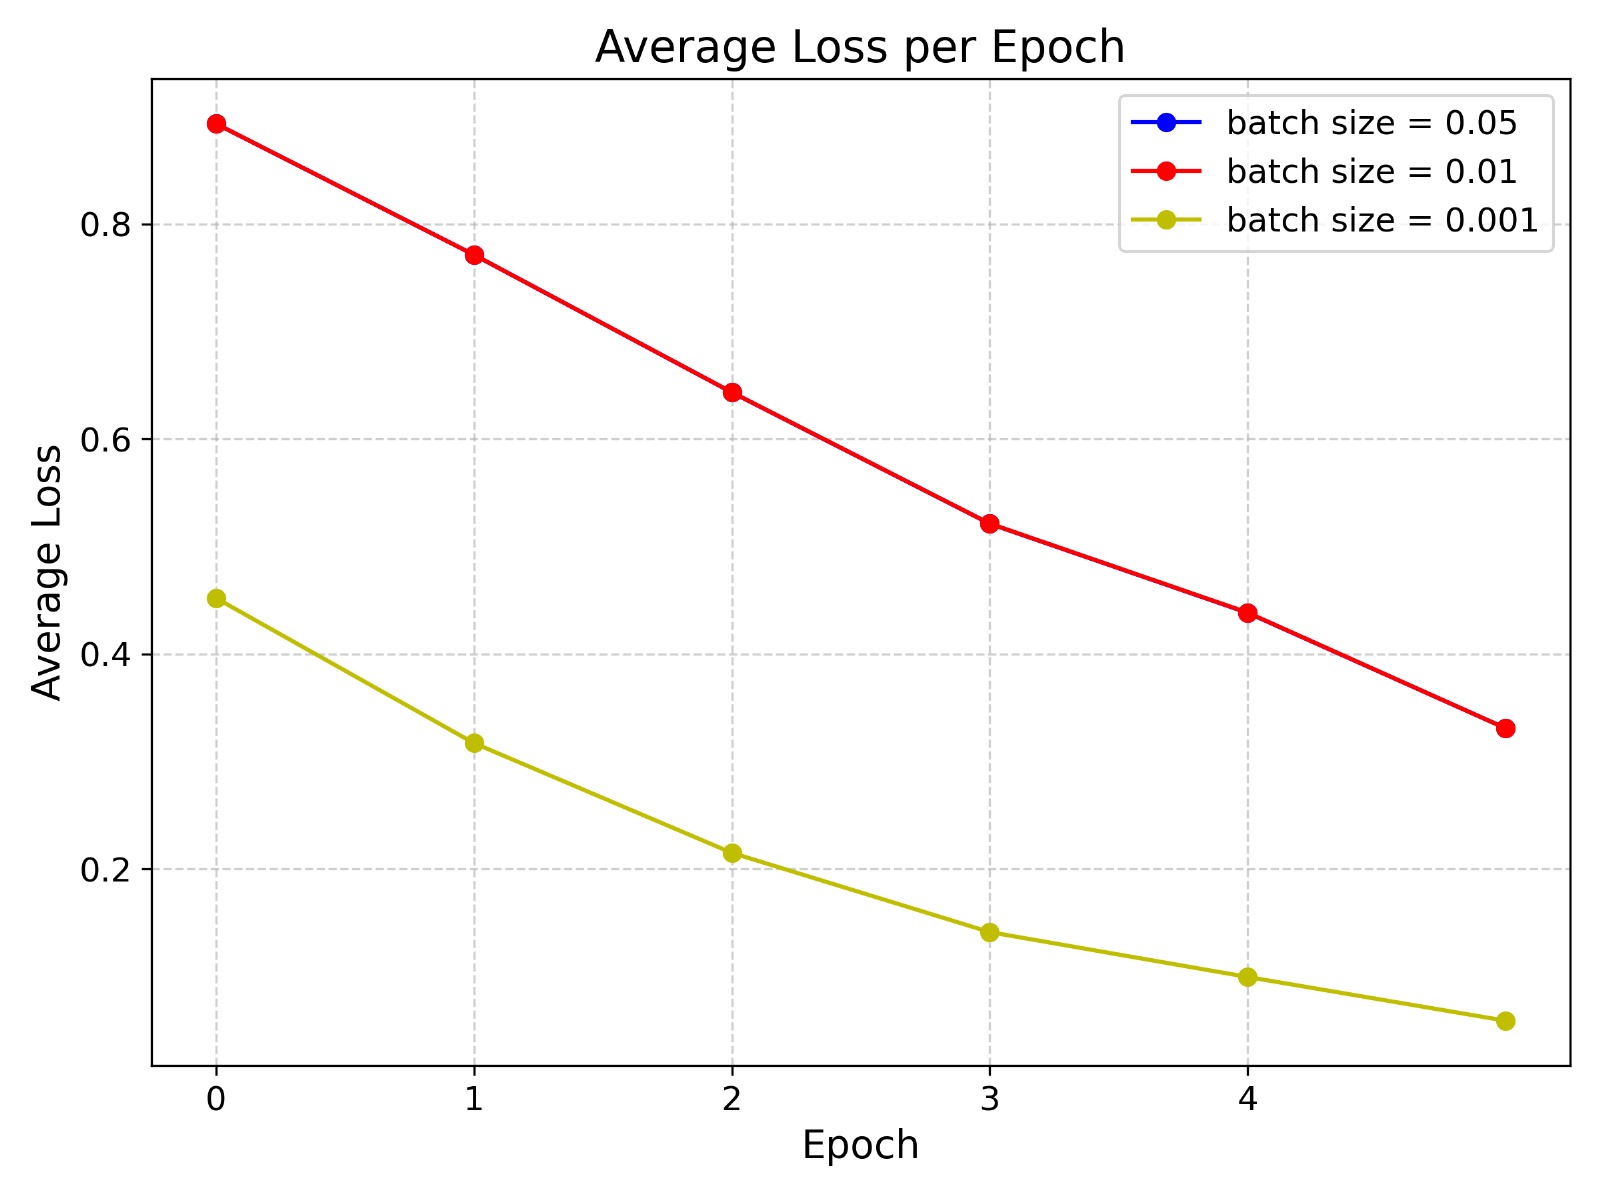 Average Loss per Epoch
batch size = 0.05
batch size = 0.01
batch size = 0.001
Average Loss
0.8
0.6
0.4
0.2
0 1 2 3 4
Epoch